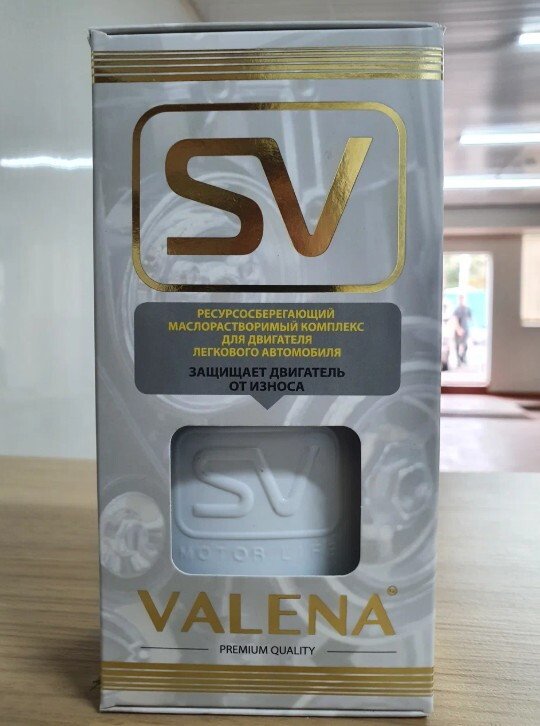 SV
РЕСУРСОСБЕРЕГАЮЩИЙ
МАСЛОРАСТВОРИМЫЙ КОМПЛЕКС
ДЛЯ ДВИГАТЕЛЯ
ЛЕГКОВОГО АВТОМОБИЛЯ
ЗАЩИЩАЕТ ДВИГАТЕЛЬ
ОТ ИЗНОСА
SV
MOTOR LIFE
VALENA
PREMIUM QUALITY